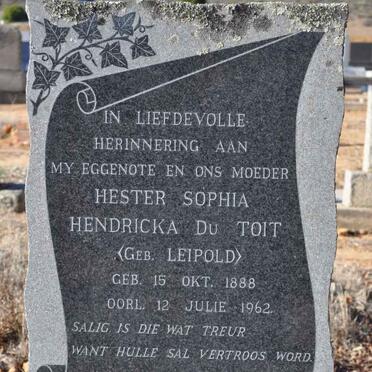 IN LIEFDEVOLLE
HERINNERING AAN
MY EGGENOTE EN ONS MOEDER
HESTER SOPHIA
HENDRICKA DU TOIT
(GEB. LEIPOLD)
GEB. 15 OKT. 1888
OORL. 12 JULIE 1962.
SALIG IS DIE WAT TREUR
WANT HULLE SAL VERTROOS WORD.